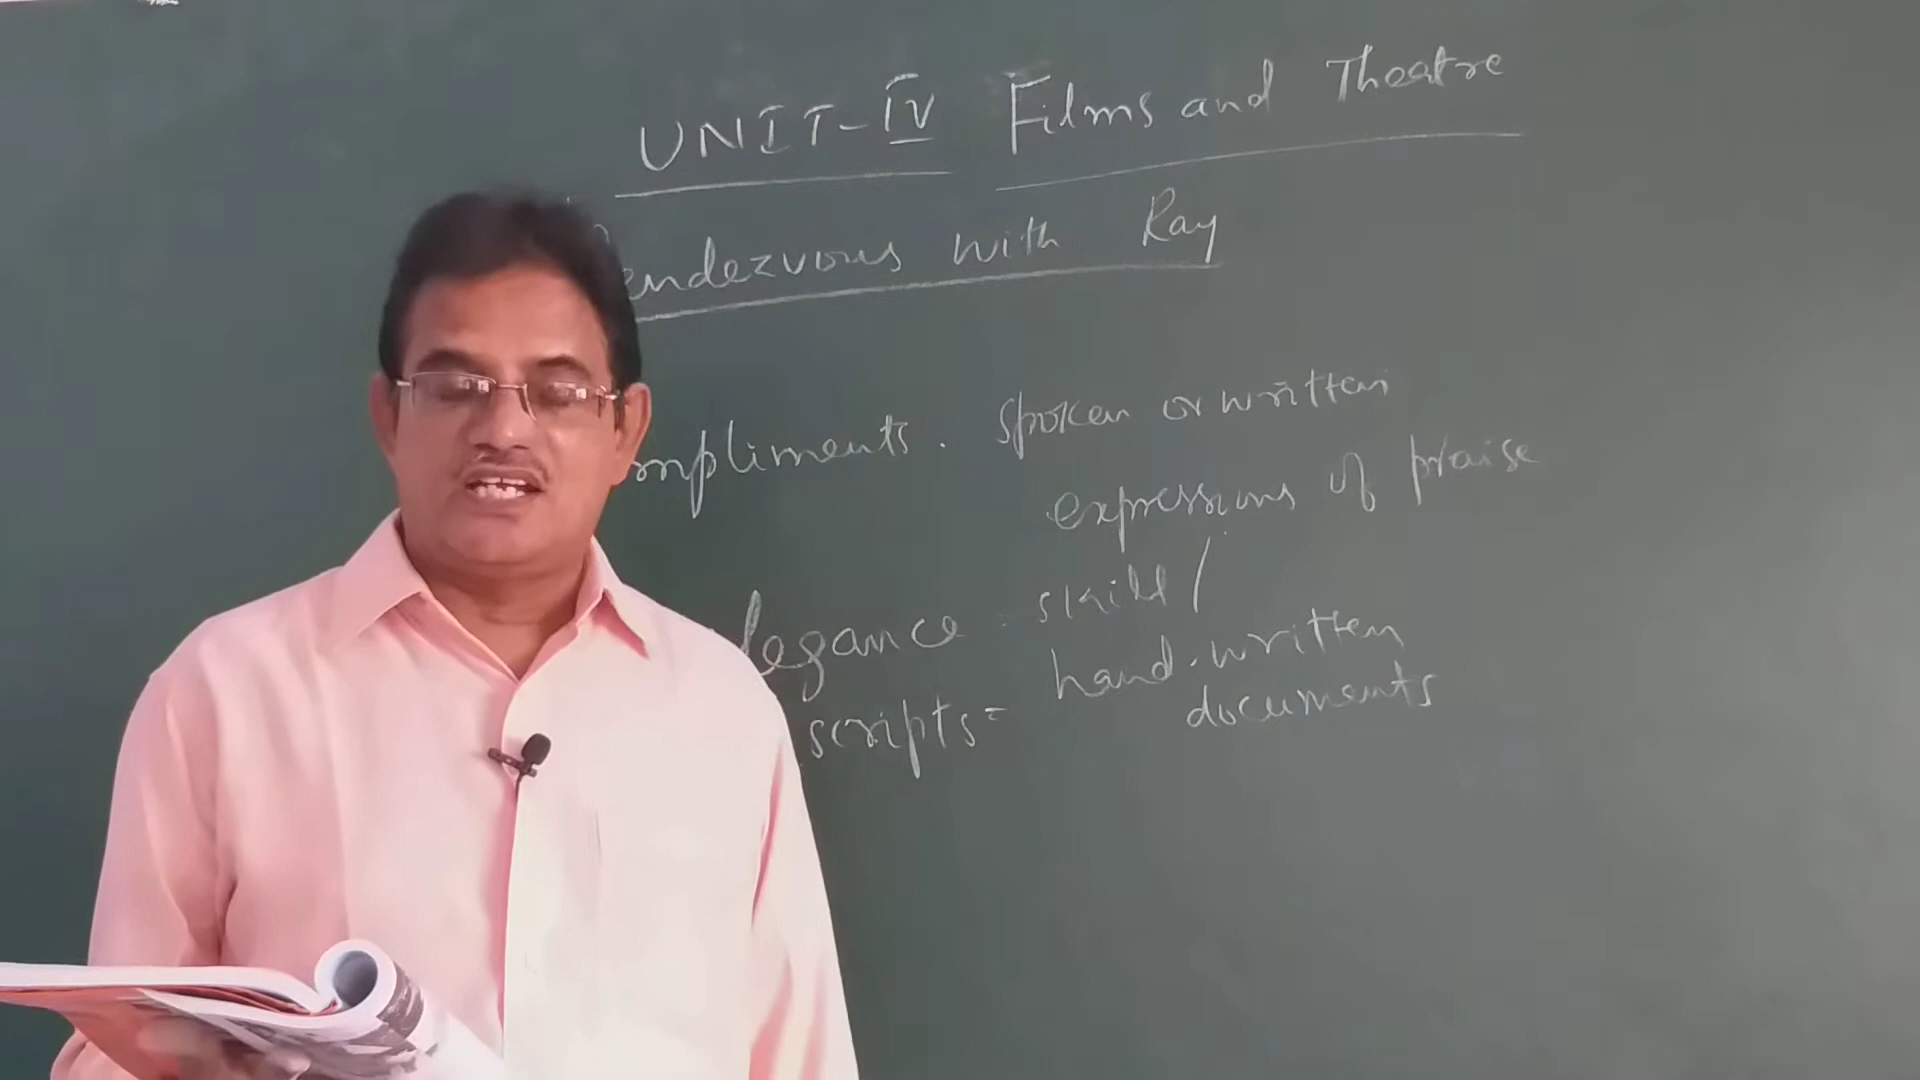 UNIT-IV Films and Theatre
endezvous with Ray
mpliments. spoken or written
expressions of praise
legance - skill /
scripts = hand-written
documents